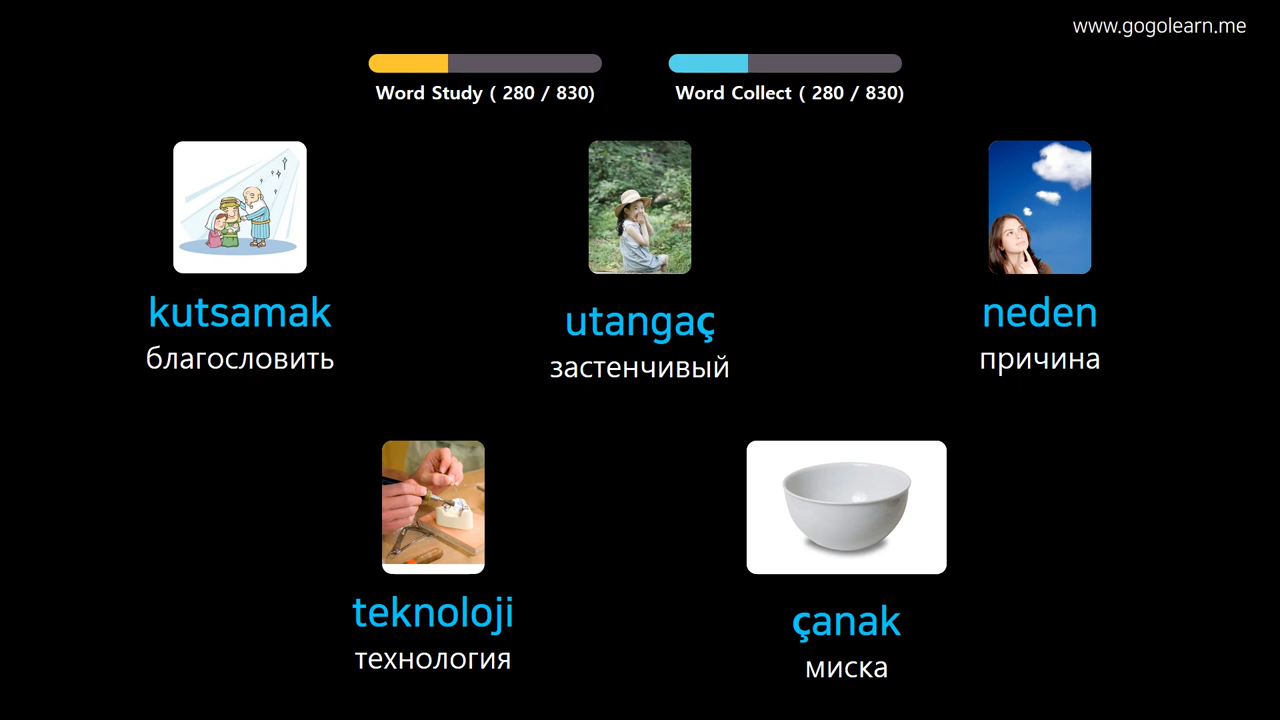 www.gogolearn.me
Word Study ( 280 / 830)
Word Collect ( 280 / 830)
kutsamak
благословить
utangaç
застенчивый
neden
причина
teknoloji
технология
çanak
миска